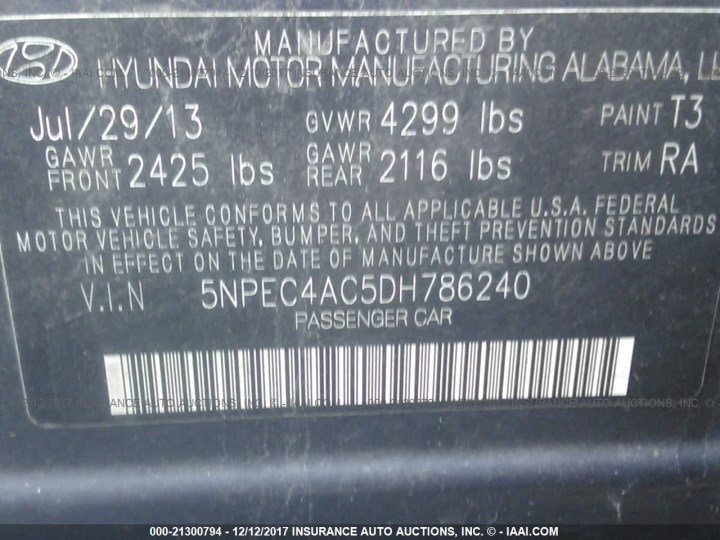 MANUFACTURED BY
HYUNDAI MOTOR MANUFACTURING ALABAMA,
Jul/29/13 GVWR 4299 lbs PAINT T3
GAWR FRONT 2425 lbs GAWR REAR 2116 lbs TRIM RA
THIS VEHICLE CONFORMS TO ALL APPLICABLE U.S.A. FEDERAL
MOTOR VEHICLE SAFETY, BUMPER, AND THEFT PREVENTION STANDARDS
IN EFFECT ON THE DATE OF MANUFACTURE SHOWN ABOVE
V.I.N 5NPEC4AC5DH786240
PASSENGER CAR
000-21300794 - 12/12/2017 INSURANCE AUTO AUCTIONS, INC. © - IAAI.COM